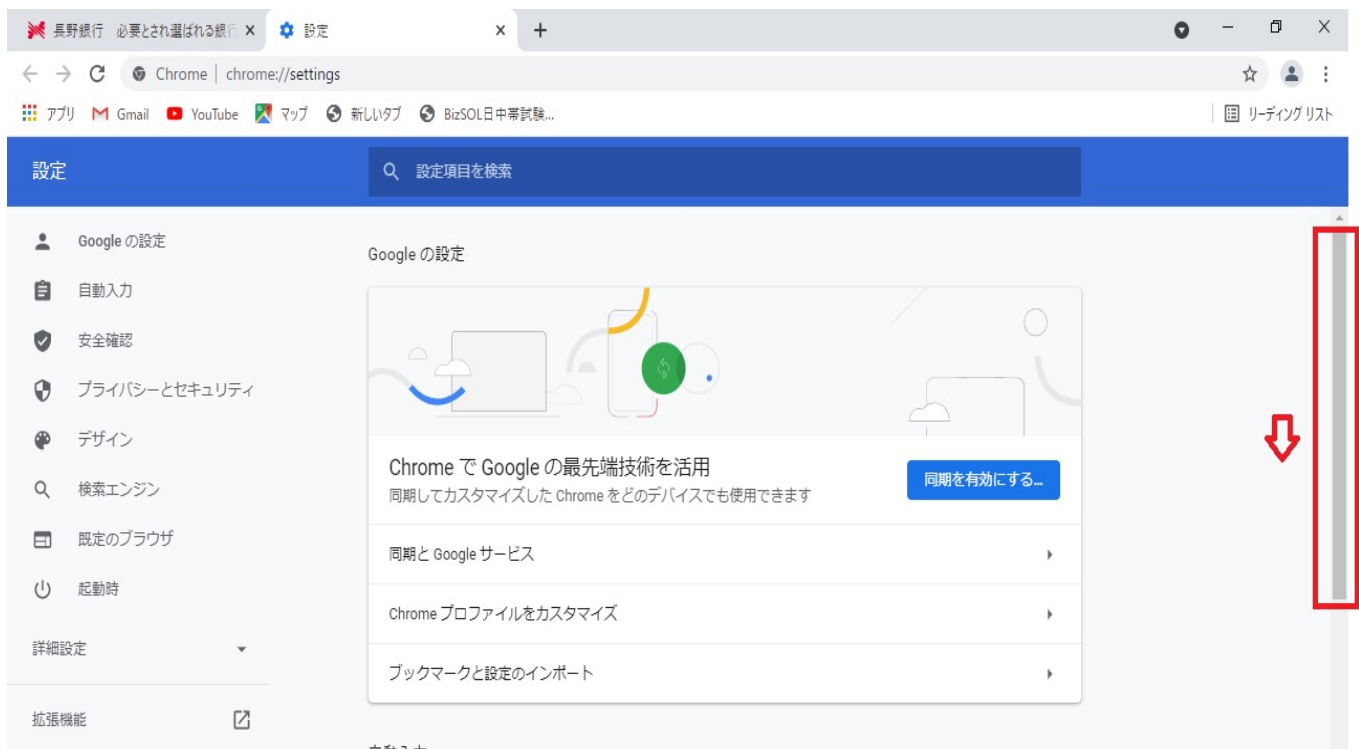 長野銀行 必要とされ選ばれる銀行
設定
Chrome | chrome://settings
アプリ
Gmail
YouTube
マップ
新しいタブ
BizSOL日中帯試験...
リーディング リスト
設定
設定項目を検索
Google の設定
自動入力
安全確認
プライバシーとセキュリティ
デザイン
検索エンジン
既定のブラウザ
起動時
詳細設定
拡張機能
Google の設定
Chrome で Google の最先端技術を活用
同期してカスタマイズした Chrome をどのデバイスでも使用できます
同期を有効にする...
同期と Google サービス
Chrome プロファイルをカスタマイズ
ブックマークと設定のインポート
自動入力